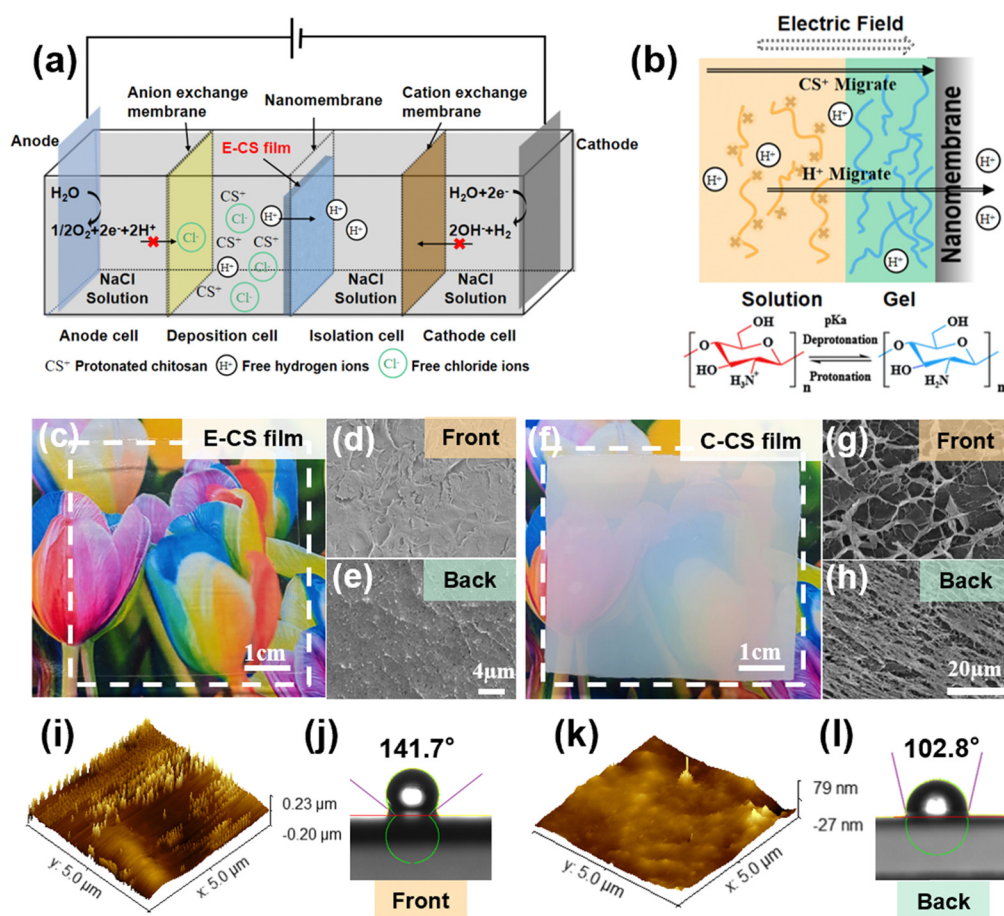 (a)
Anion exchange
membrane
Nanomembrane
Cation exchange
membrane
Anode
E-CS film
Cathode
H₂O
1/2O₂+2e⁻+2H⁺
Cl⁻
CS⁺
Cl⁻
CS⁺
CS⁺
H⁺
Cl⁻
CS⁺
Cl⁻
H⁺
H⁺
H⁺
H₂O+2e⁻
2OH⁻+H₂
NaCl
Solution
NaCl
Solution
NaCl
Solution
Anode cell
Deposition cell
Isolation cell
Cathode cell
CS⁺ Protonated chitosan
H⁺ Free hydrogen ions
Cl⁻ Free chloride ions
(b)
Electric Field
CS⁺ Migrate
H⁺
H⁺
H⁺
H⁺
H⁺ Migrate
H⁺
H⁺
H⁺
Nanomembrane
Solution
Gel
OH
O
O
HO
H₃N⁺
n
pKa
Deprotonation
Protonation
OH
O
O
HO
H₂N
n
(c)
E-CS film
1cm
(d)
Front
(e)
Back
4μm
(f)
C-CS film
1cm
(g)
Front
(h)
Back
20μm
(i)
0.23 μm
-0.20 μm
y: 5.0 μm
x: 5.0 μm
(j)
141.7°
Front
(k)
79 nm
-27 nm
y: 5.0 μm
x: 5.0 μm
(l)
102.8°
Back